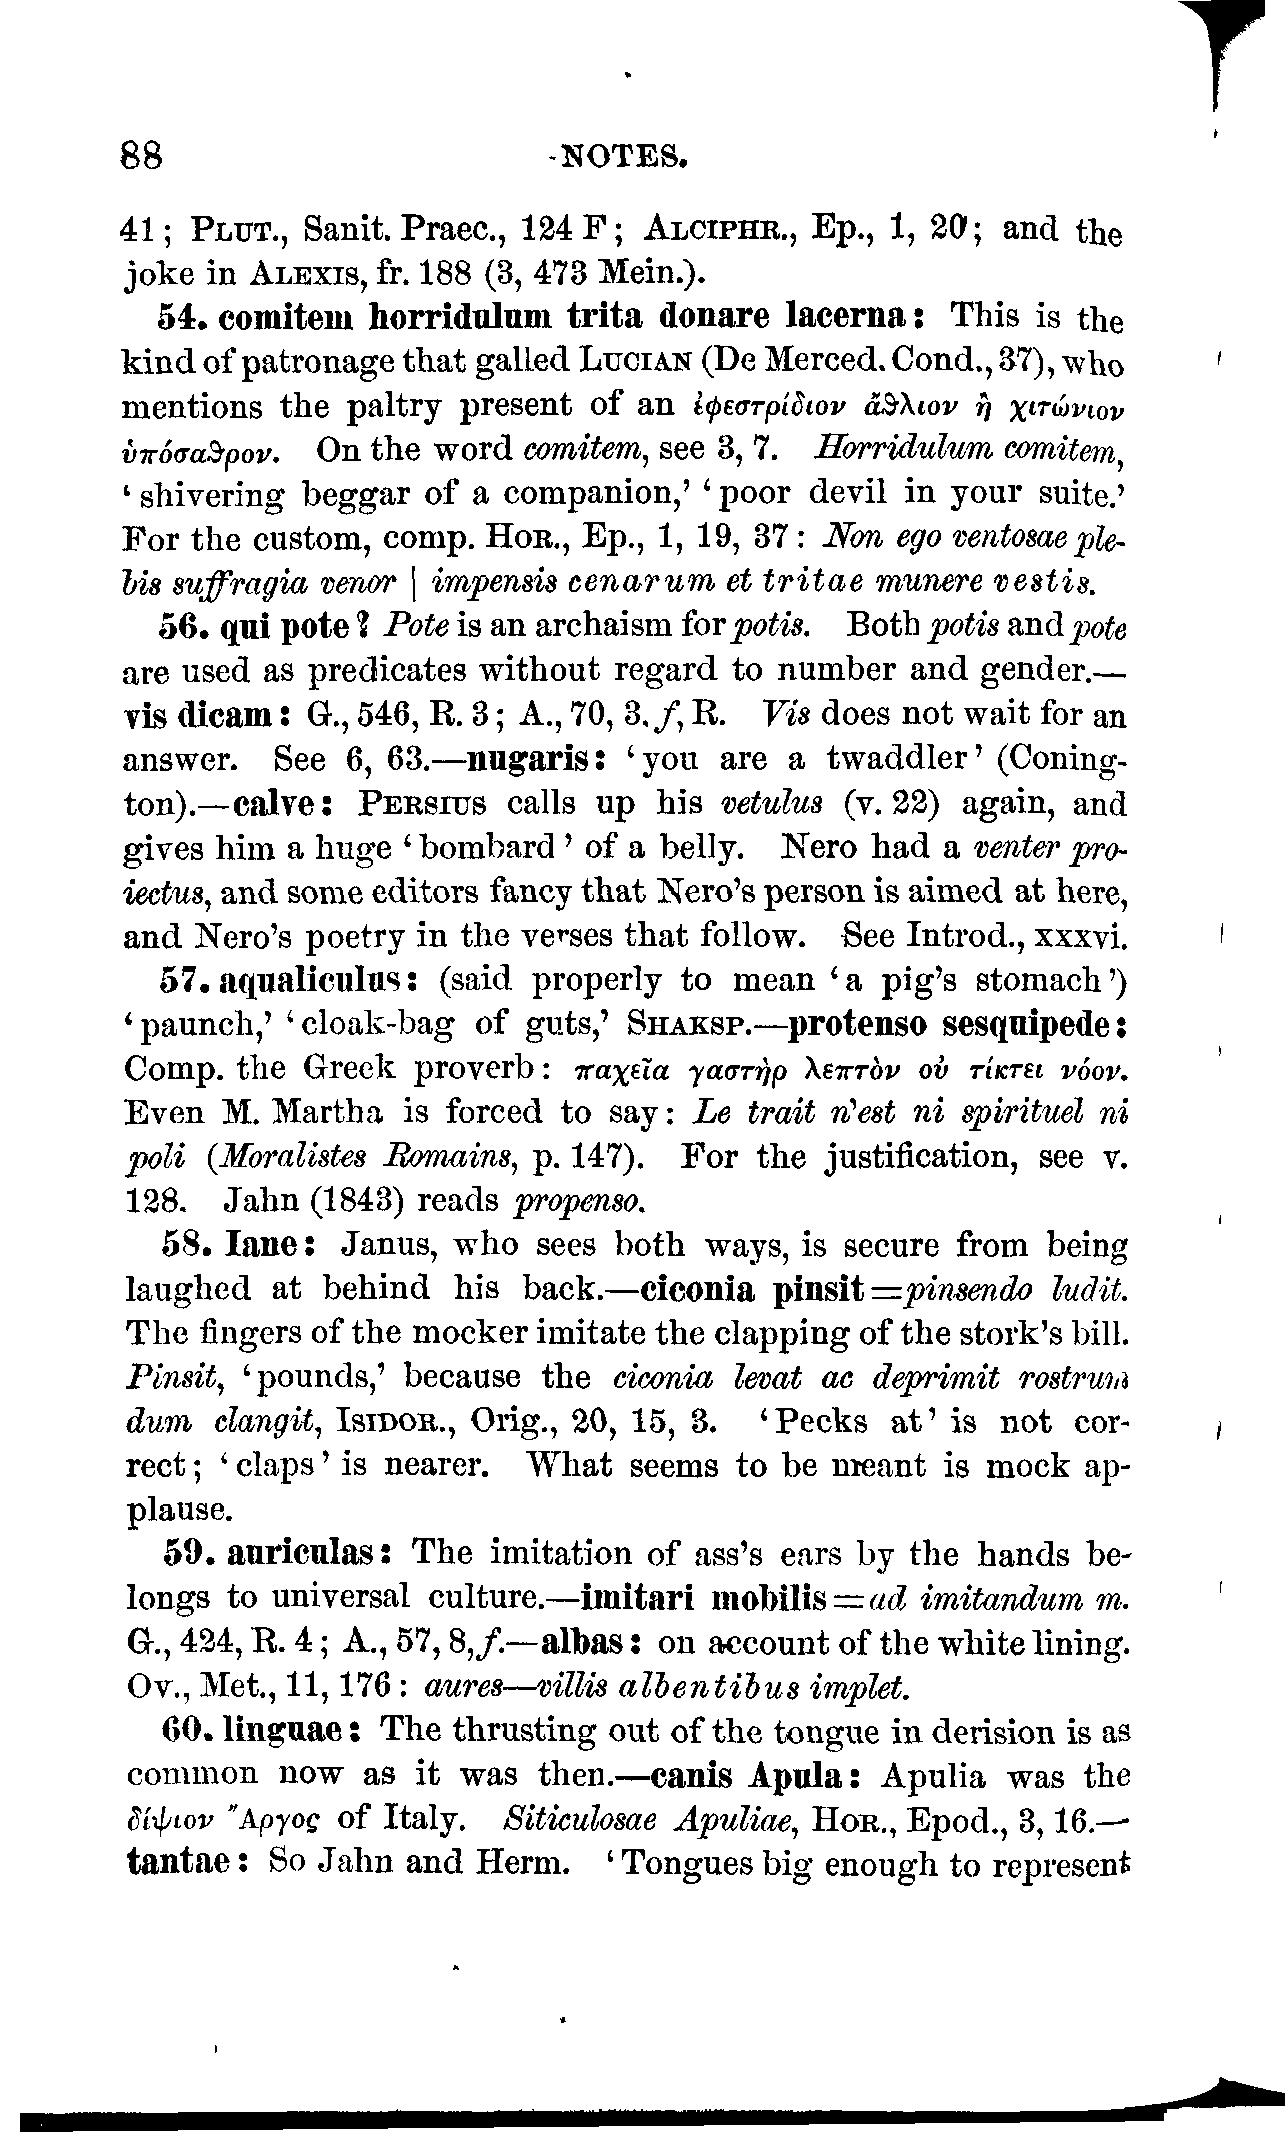 88 NOTES.
41; PLUT., Sanit. Praec., 124 F; ALCIPHR., Ep., 1, 20; and the
joke in ALEXIS, fr. 188 (3, 473 Mein.).
54. comitem horridulum trita donare lacerna: This is the
kind of patronage that galled LUCIAN (De Merced. Cond., 37), who
mentions the paltry present of an ἐφεστρίδιον ἄϑλιον ἢ χιτώνιον
ὑπόσαϑρον. On the word comitem, see 3, 7. Horridulum comitem,
‘shivering beggar of a companion,’ ‘poor devil in your suite.’
For the custom, comp. HOR., Ep., 1, 19, 37: Non ego ventosae ple-
bis suffragia venor | impensis cenarum et tritae munere vestis.
56. qui pote? Pote is an archaism for potis. Both potis and pote
are used as predicates without regard to number and gender.—
vis dicam: G., 546, R. 3; A., 70, 3, f, R. Vis does not wait for an
answer. See 6, 63.—nugaris: ‘you are a twaddler’ (Coning-
ton).—calve: PERSIUS calls up his vetulus (v. 22) again, and
gives him a huge ‘bombard’ of a belly. Nero had a venter pro-
iectus, and some editors fancy that Nero’s person is aimed at here,
and Nero’s poetry in the verses that follow. See Introd., xxxvi.
57. aqualiculus: (said properly to mean ‘a pig’s stomach’)
‘paunch,’ ‘cloak-bag of guts,’ SHAKSP.—protenso sesquipede:
Comp. the Greek proverb: παχεῖα γαστὴρ λεπτὸν οὐ τίκτει νόον.
Even M. Martha is forced to say: Le trait n’est ni spirituel ni
poli (Moralistes Romains, p. 147). For the justification, see v.
128. Jahn (1843) reads propenso.
58. Iane: Janus, who sees both ways, is secure from being
laughed at behind his back.—ciconia pinsit=pinsendo ludit.
The fingers of the mocker imitate the clapping of the stork’s bill.
Pinsit, ‘pounds,’ because the ciconia levat ac deprimit rostrum
dum clangit, ISIDOR., Orig., 20, 15, 3. ‘Pecks at’ is not cor-
rect; ‘claps’ is nearer. What seems to be meant is mock ap-
plause.
59. auriculas: The imitation of ass’s ears by the hands be-
longs to universal culture.—imitari mobilis=ad imitandum m.
G., 424, R. 4; A., 57, 8, f.—albas: on account of the white lining.
Ov., Met., 11, 176: aures—villis albentibus implet.
60. linguae: The thrusting out of the tongue in derision is as
common now as it was then.—canis Apula: Apulia was the
δίψιον Ἄργος of Italy. Siticulosae Apuliae, HOR., Epod., 3, 16.—
tantae: So Jahn and Herm. ‘Tongues big enough to represent